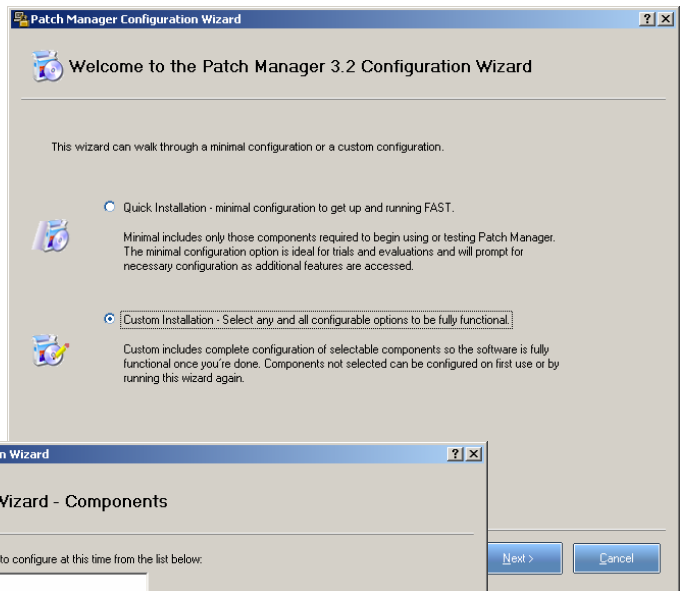 Patch Manager Configuration Wizard
Welcome to the Patch Manager 3.2 Configuration Wizard
This wizard can walk through a minimal configuration or a custom configuration.
Quick Installation - minimal configuration to get up and running FAST.
Minimal includes only those components required to begin using or testing Patch Manager.
The minimal configuration option is ideal for trials and evaluations and will prompt for
necessary configuration as additional features are accessed.
Custom Installation - Select any and all configurable options to be fully functional.
Custom includes complete configuration of selectable components so the software is fully
functional once you're done. Components not selected can be configured on first use or by
running this wizard again.
n Wizard
Wizard - Components
to configure at this time from the list below:
Next >
Cancel